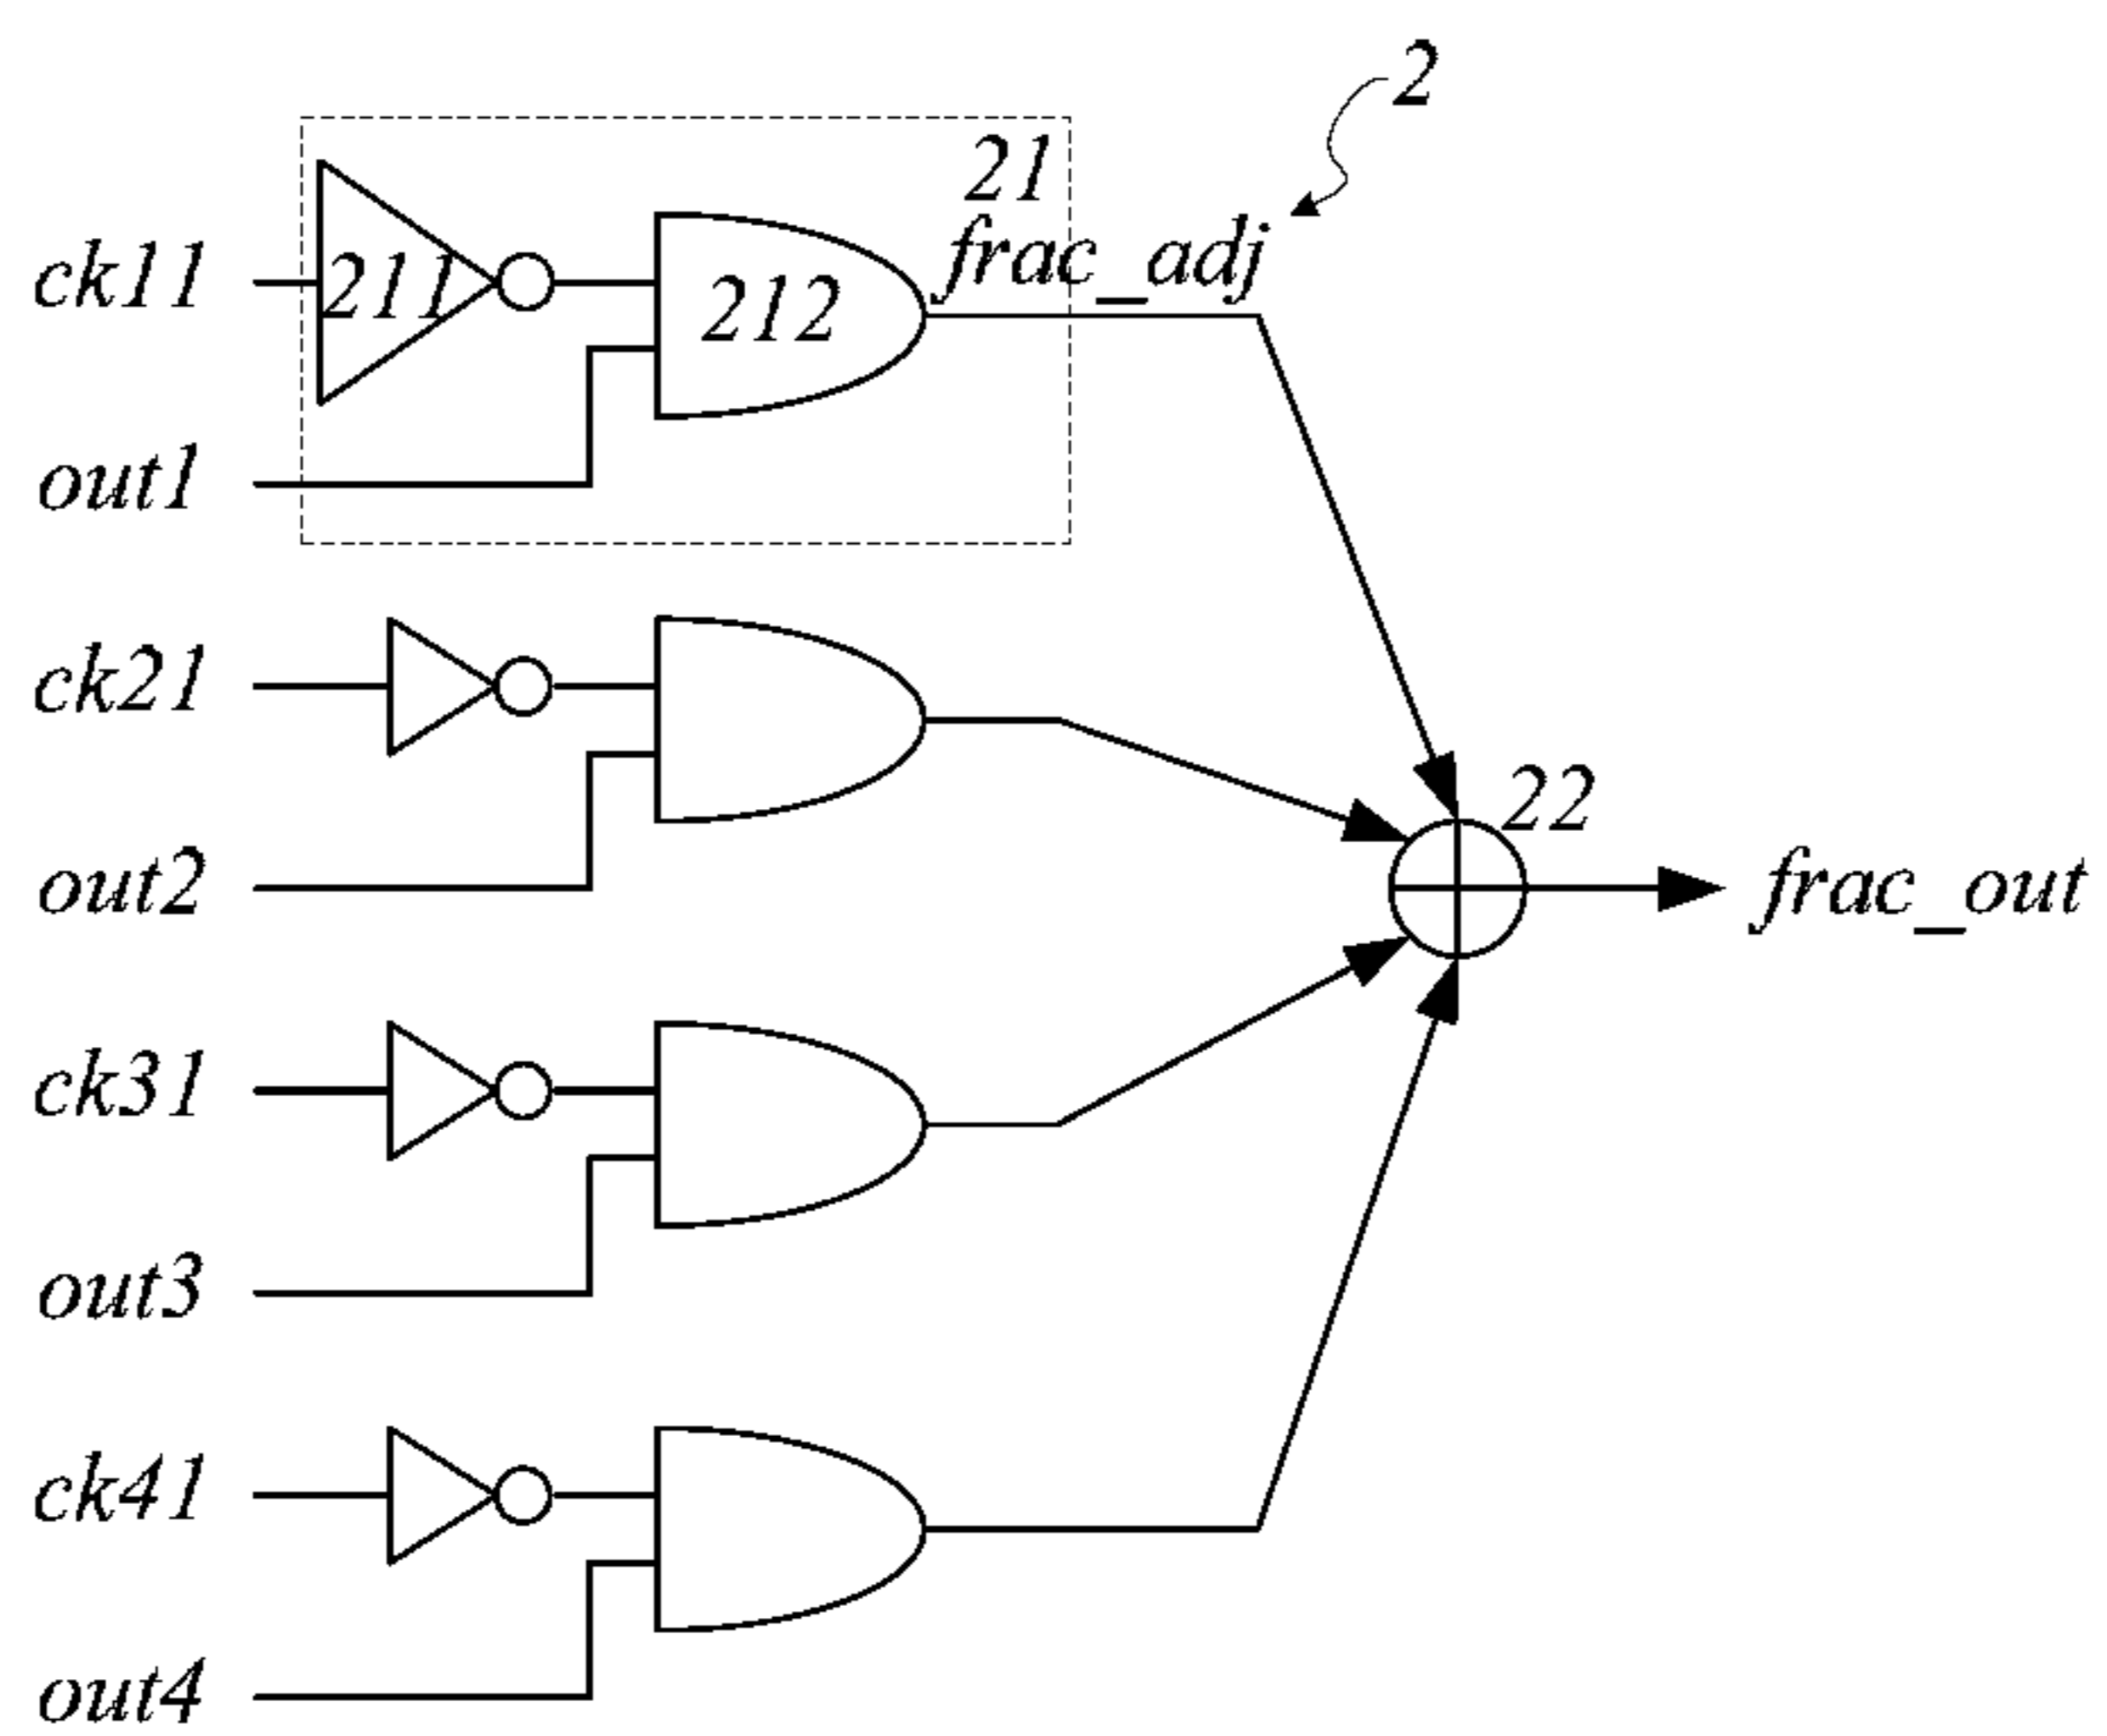 2
21
frac_adj
ck11
211
212
out1
ck21
22
out2
frac_out
ck31
out3
ck41
out4